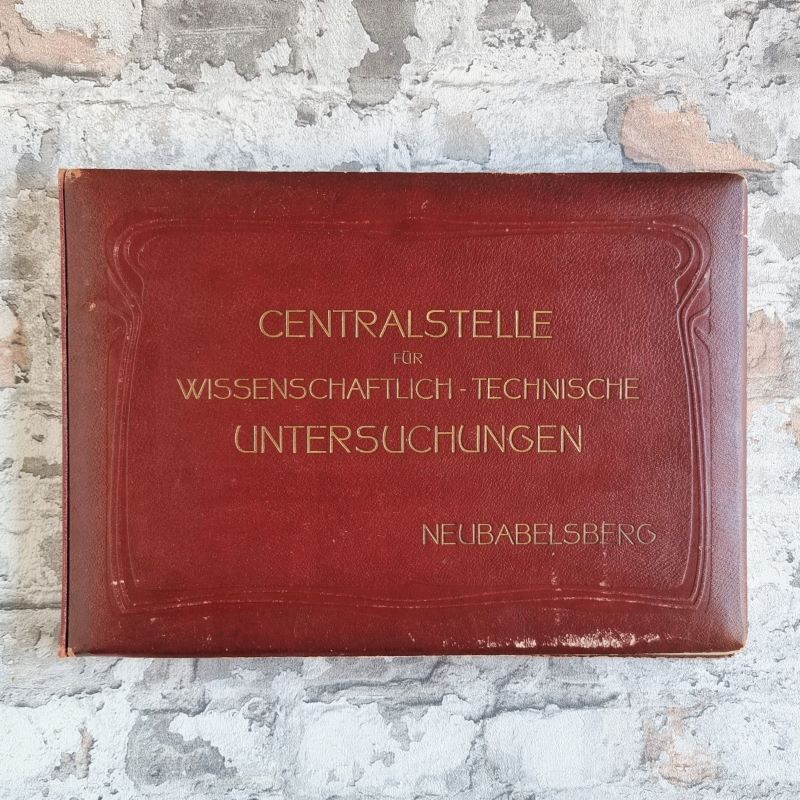 CENTRALSTELLE
FÜR
WISSENSCHAFTLICH - TECHNISCHE
UNTERSUCHUNGEN
NEUBABELSBERG